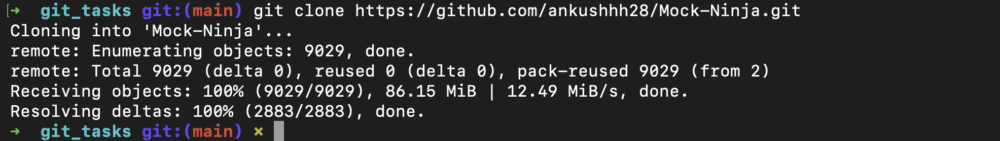 ➜  git_tasks git:(main) git clone https://github.com/ankushhh28/Mock-Ninja.git
Cloning into 'Mock-Ninja'...
remote: Enumerating objects: 9029, done.
remote: Total 9029 (delta 0), reused 0 (delta 0), pack-reused 9029 (from 2)
Receiving objects: 100% (9029/9029), 86.15 MiB | 12.49 MiB/s, done.
Resolving deltas: 100% (2883/2883), done.
➜  git_tasks git:(main) ✗